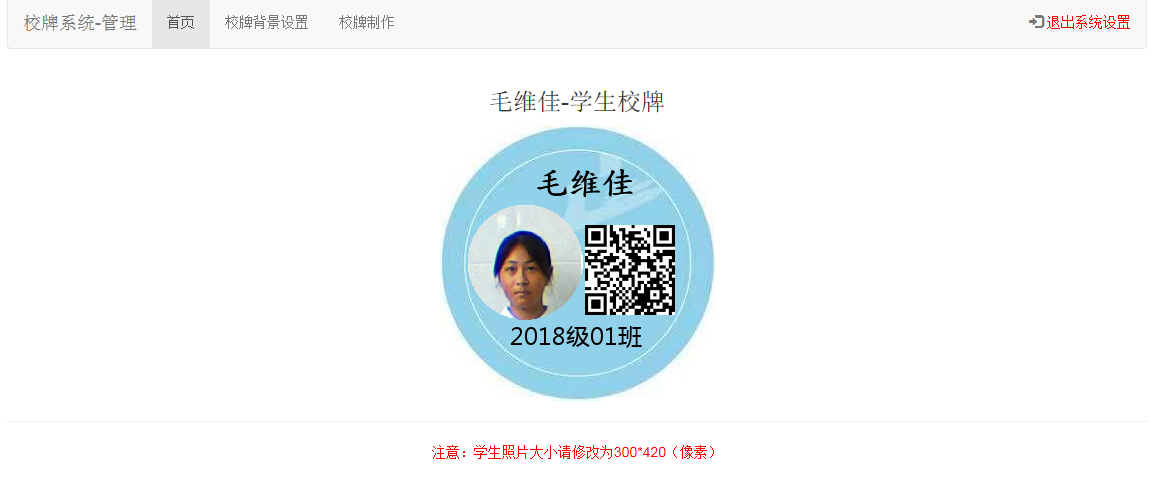 校牌系统-管理 首页 校牌背景设置 校牌制作 退出系统设置
毛维佳-学生校牌
毛维佳
2018级01班
注意：学生照片大小请修改为300*420（像素）